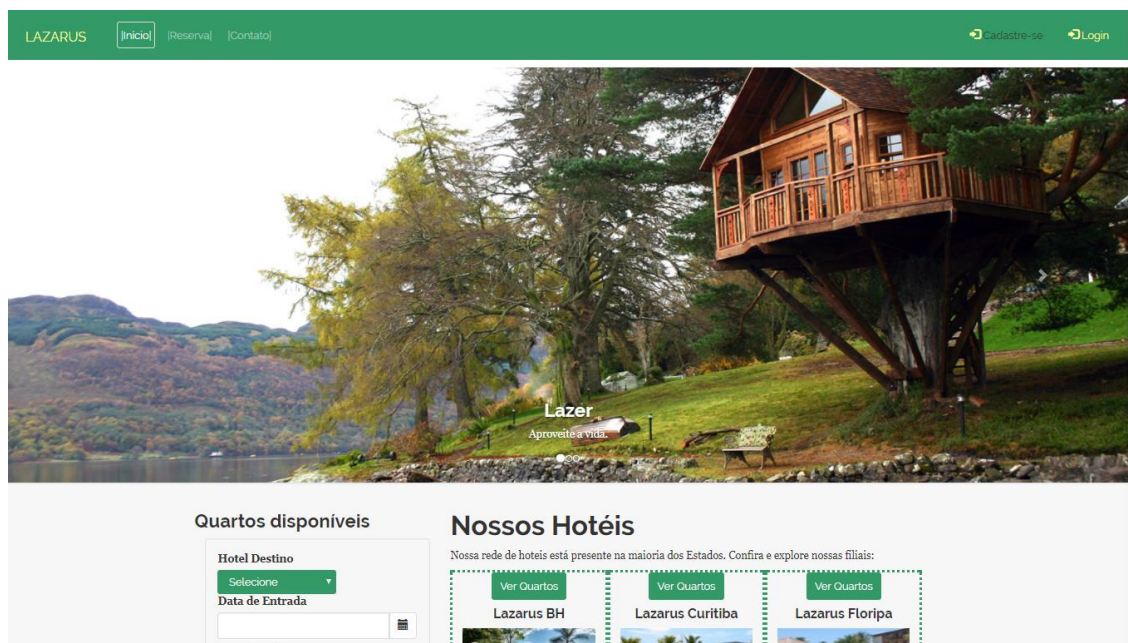 LAZARUS |Início| |Reserva| |Contato| Cadastre-se Login
Lazer
Aproveite a vida.
Quartos disponíveis
Hotel Destino
Selecione
Data de Entrada
Nossos Hotéis
Nossa rede de hoteis está presente na maioria dos Estados. Confira e explore nossas filiais:
Ver Quartos Ver Quartos Ver Quartos
Lazarus BH Lazarus Curitiba Lazarus Floripa